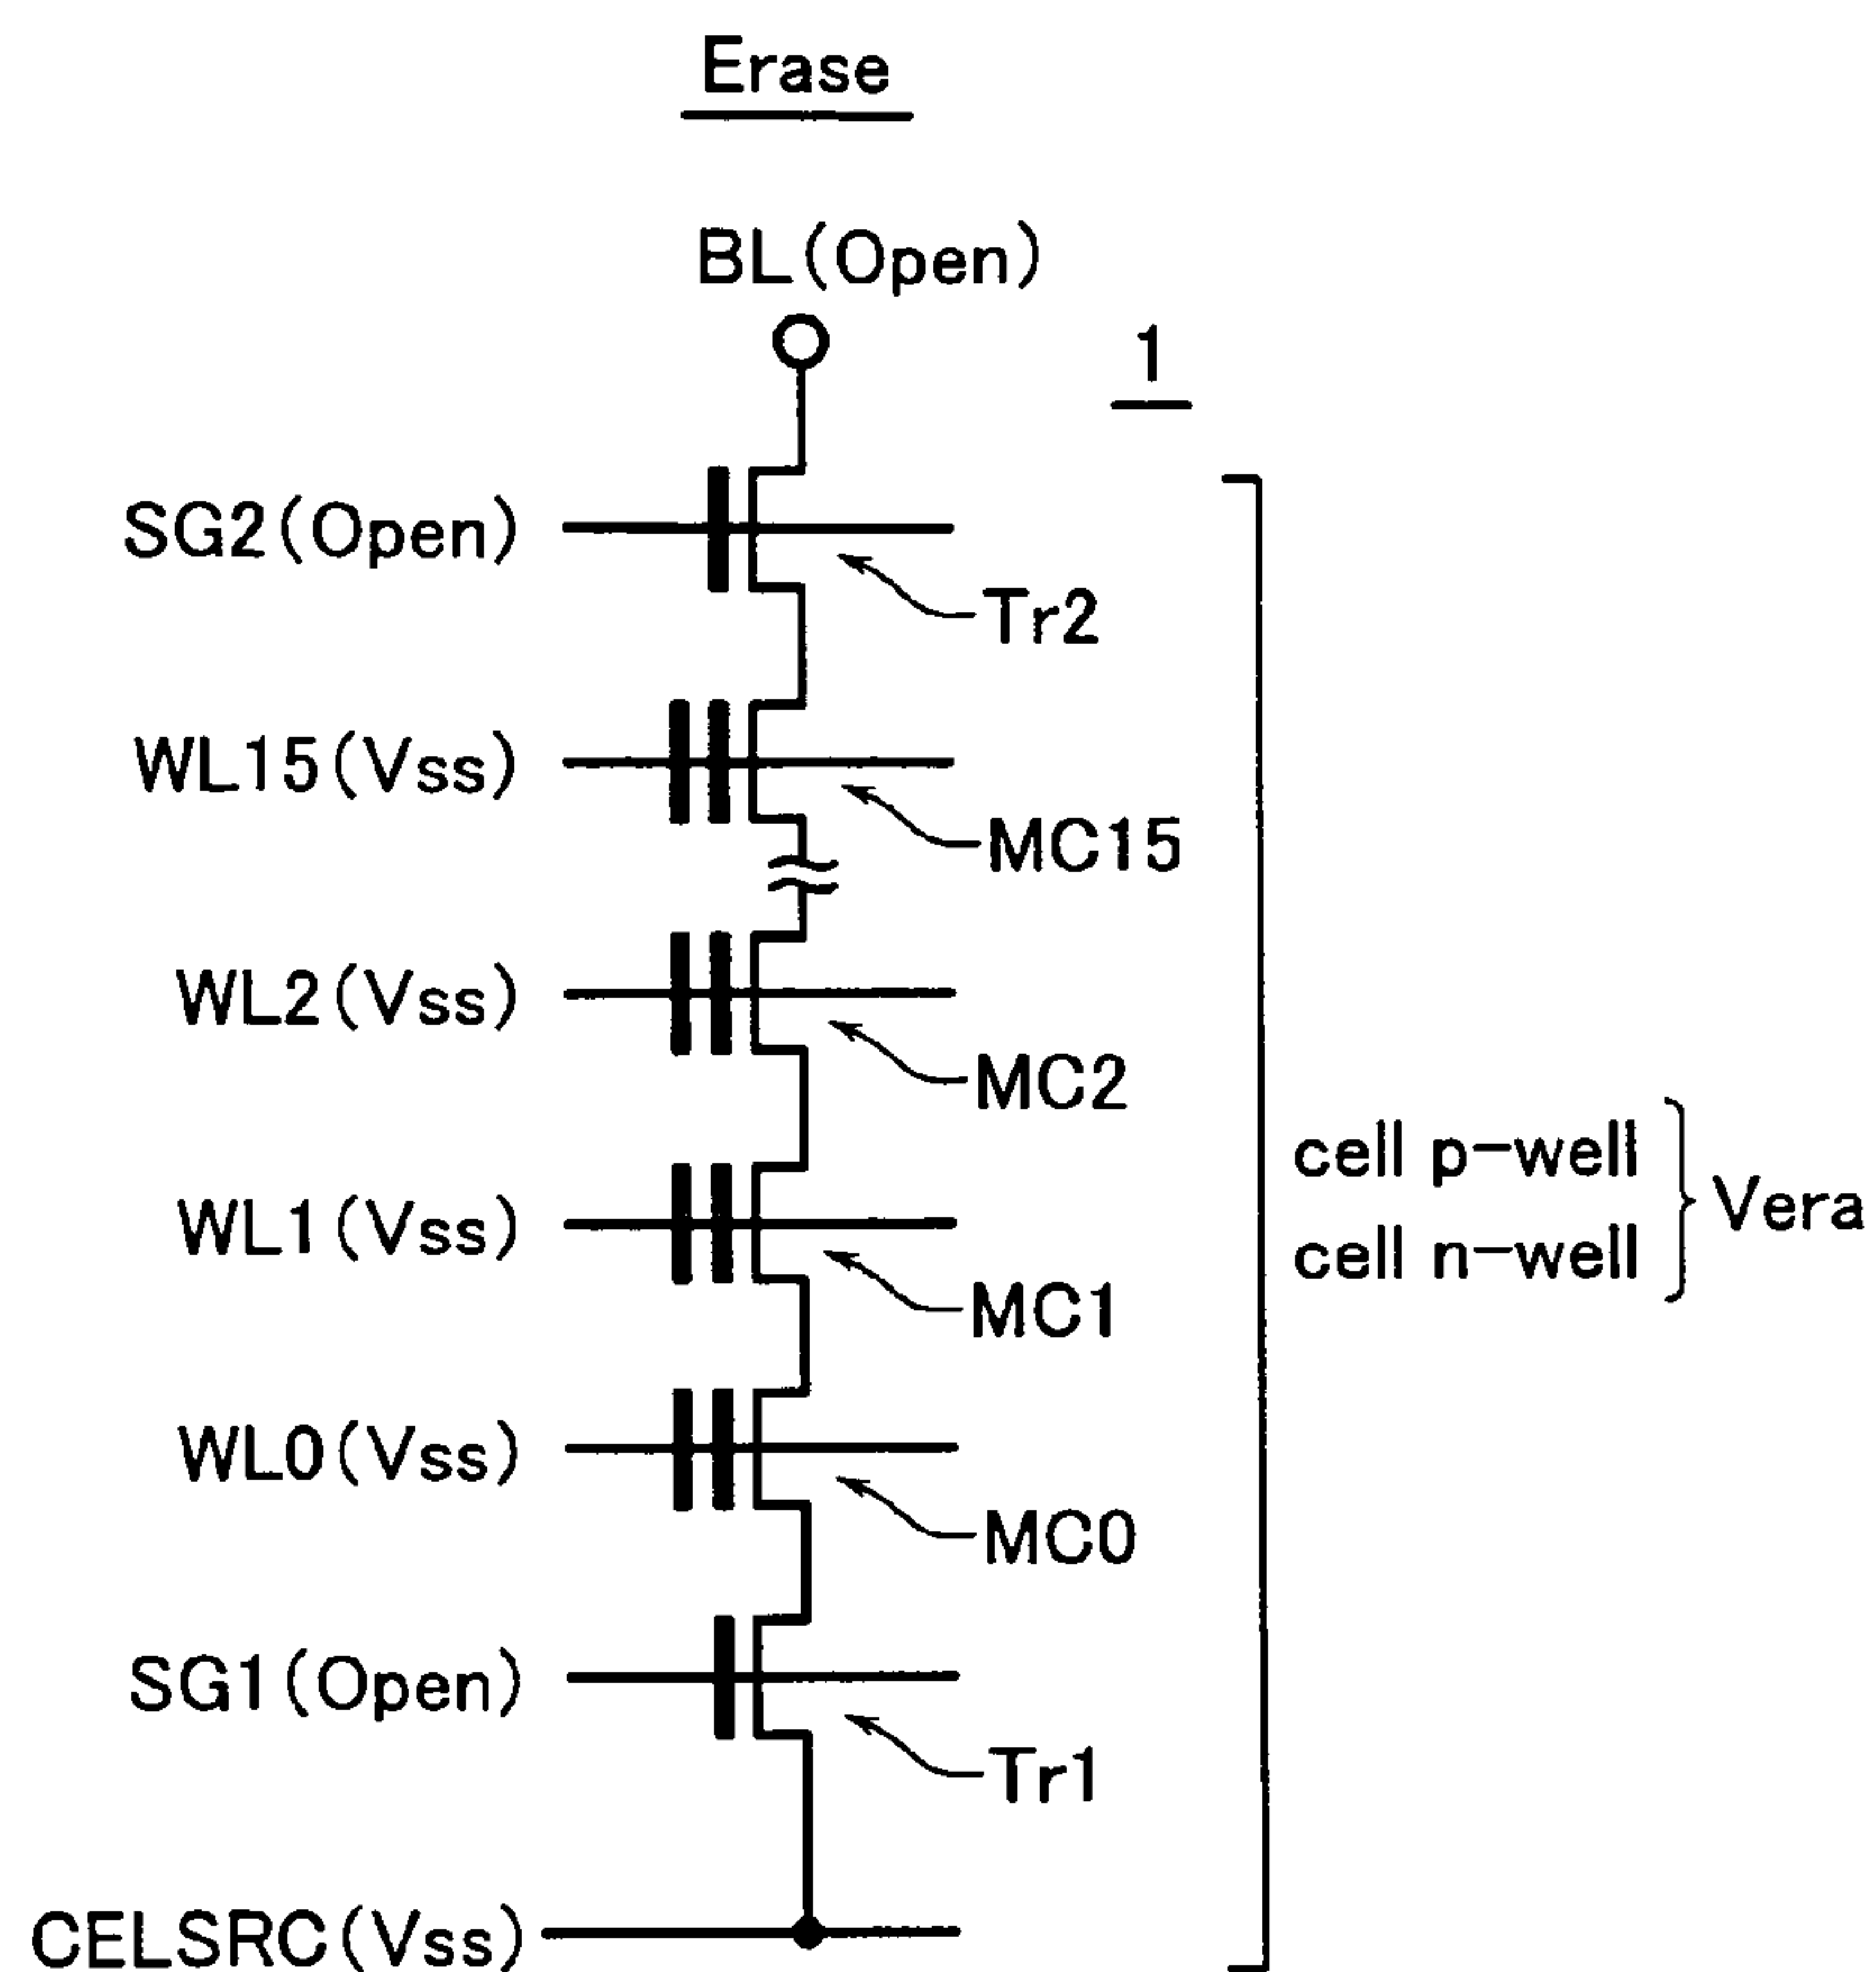 Erase
BL(Open)
1
SG2(Open)
Tr2
WL15(Vss)
MC15
WL2(Vss)
MC2
cell p-well
cell n-well
Vera
WL1(Vss)
MC1
WL0(Vss)
MC0
SG1(Open)
Tr1
CELSRC(Vss)